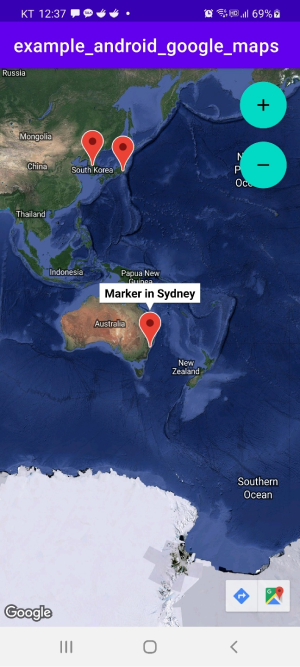 KT 12:37
69%
example_android_google_maps
Russia
+
Mongolia
−
China
South Korea
Thailand
Indonesia
Papua New
Guinea
Marker in Sydney
Australia
New
Zealand
Southern
Ocean
Google